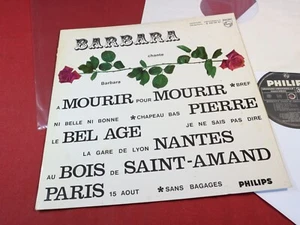 BARBARA
chante
Barbara
A MOURIR POUR MOURIR * BREF
NI BELLE NI BONNE * CHAPEAU BAS PIERRE
LE BEL AGE JE NE SAIS PAS DIRE
LA GARE DE LYON NANTES
AU BOIS DE SAINT-AMAND
PARIS 15 AOUT * SANS BAGAGES PHILIPS
PHILIPS